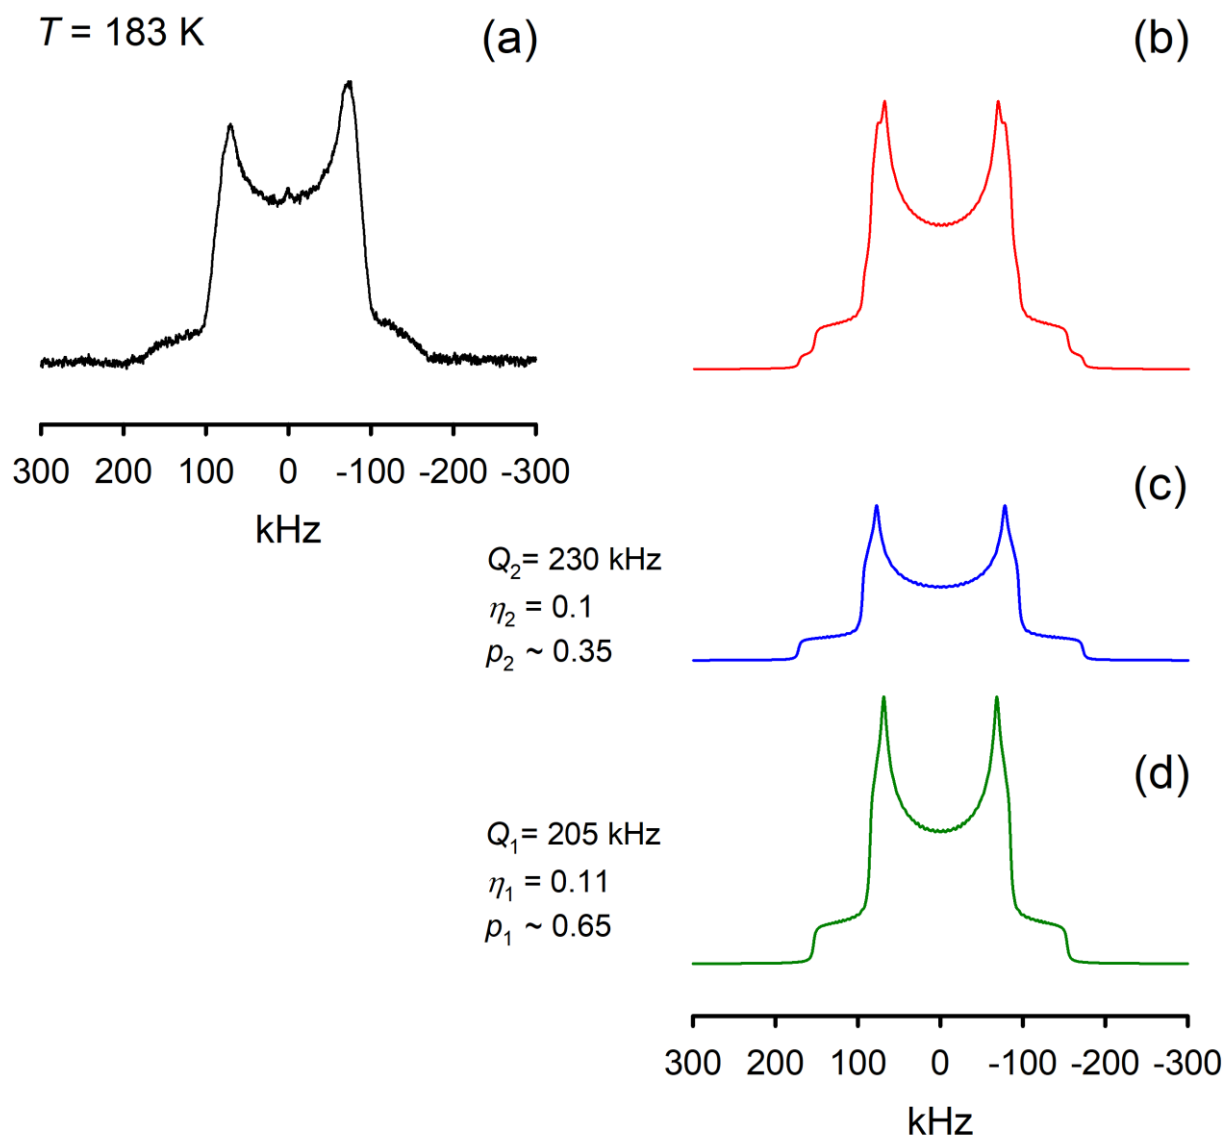 T = 183 K
(a)
(b)
300 200 100 0 -100 -200 -300
kHz
(c)
Q2= 230 kHz
η2 = 0.1
p2 ~ 0.35
(d)
Q1= 205 kHz
η1 = 0.11
p1 ~ 0.65
300 200 100 0 -100 -200 -300
kHz